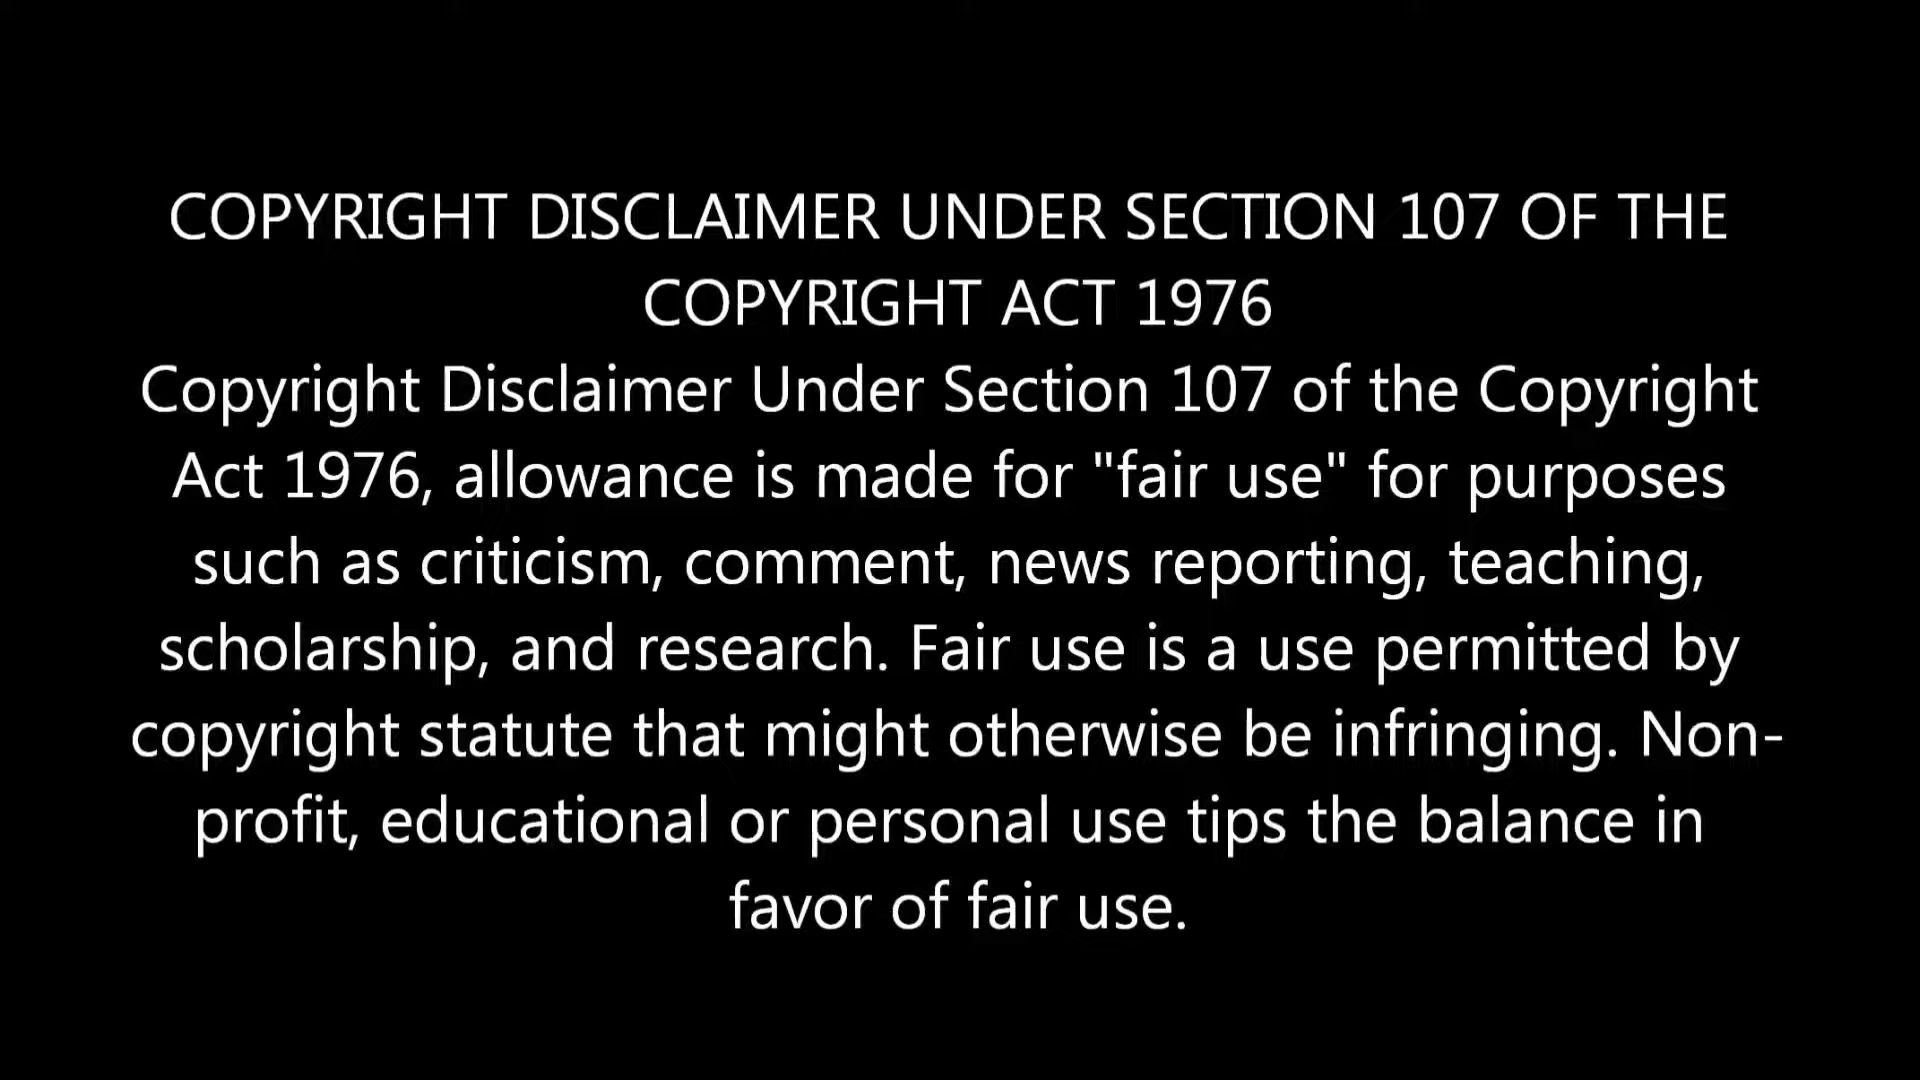 COPYRIGHT DISCLAIMER UNDER SECTION 107 OF THE
COPYRIGHT ACT 1976
Copyright Disclaimer Under Section 107 of the Copyright
Act 1976, allowance is made for "fair use" for purposes
such as criticism, comment, news reporting, teaching,
scholarship, and research. Fair use is a use permitted by
copyright statute that might otherwise be infringing. Non-
profit, educational or personal use tips the balance in
favor of fair use.